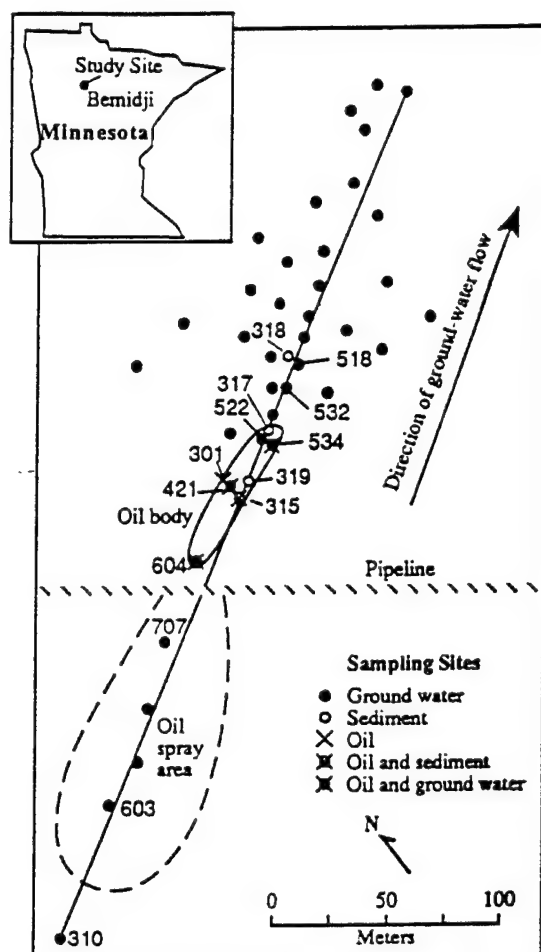 Study Site
Bemidji
Minnesota
Direction of ground-water flow
318
518
317
532
522
534
301
319
421
315
Oil body
604
Pipeline
707
Oil
spray
area
603
310
Sampling Sites
Ground water
Sediment
Oil
Oil and sediment
Oil and ground water
N
0 50 100
Meters